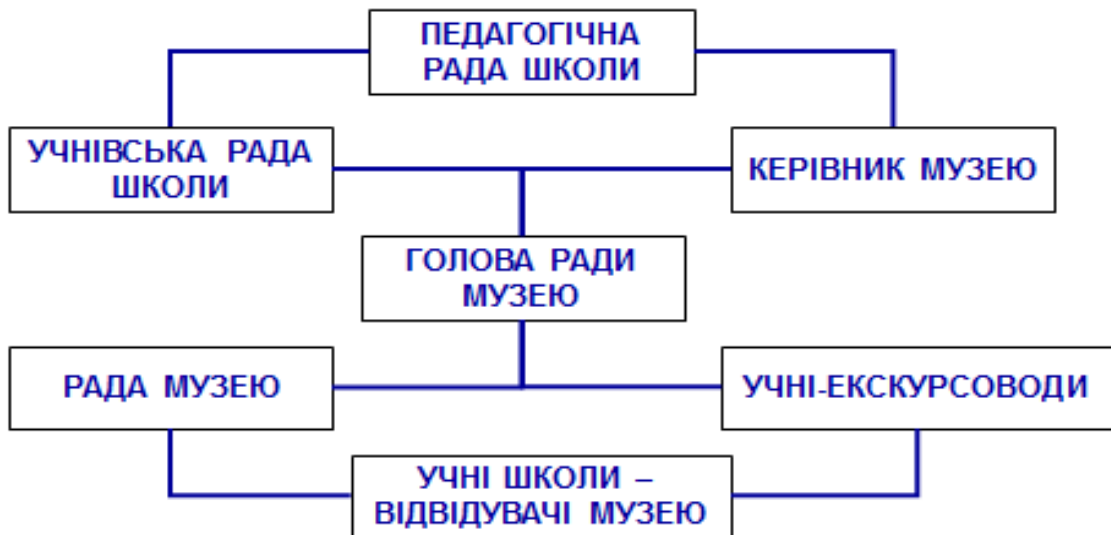 ПЕДАГОГІЧНА
РАДА ШКОЛИ
УЧНІВСЬКА РАДА
ШКОЛИ
КЕРІВНИК МУЗЕЮ
ГОЛОВА РАДИ
МУЗЕЮ
РАДА МУЗЕЮ
УЧНІ-ЕКСКУРСОВОДИ
УЧНІ ШКОЛИ –
ВІДВІДУВАЧІ МУЗЕЮ